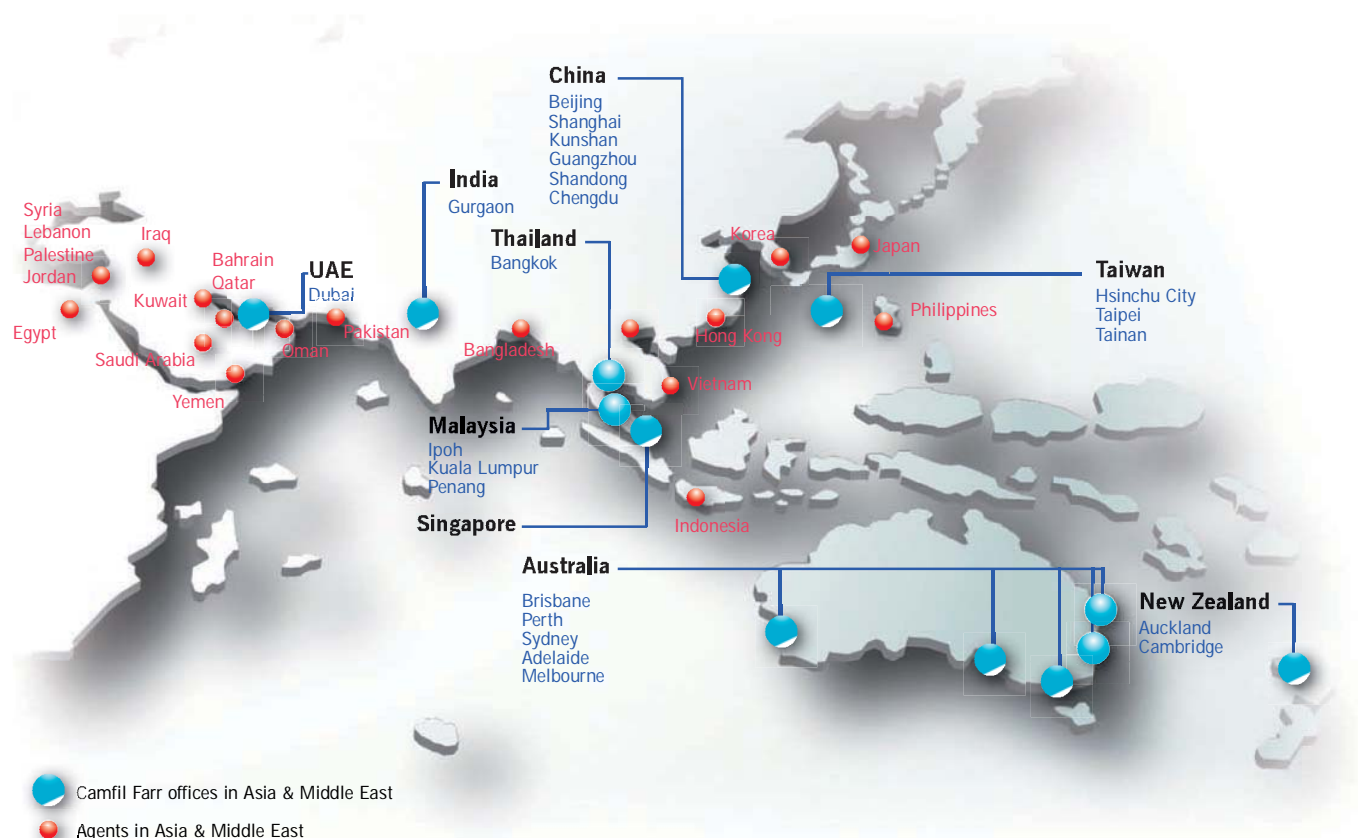 China
Beijing
Shanghai
Kunshan
Guangzhou
Shandong
Chengdu
India
Gurgaon
Thailand
Bangkok
Syria
Lebanon
Palestine
Jordan
Iraq
Egypt
Bahrain
Qatar
Kuwait
UAE
Dubai
Saudi Arabia
Oman
Yemen
Pakistan
Bangladesh
Korea
Japan
Hong Kong
Vietnam
Philippines
Taiwan
Hsinchu City
Taipei
Tainan
Malaysia
Ipoh
Kuala Lumpur
Penang
Singapore
Indonesia
Australia
Brisbane
Perth
Sydney
Adelaide
Melbourne
New Zealand
Auckland
Cambridge
Camfil Farr offices in Asia & Middle East
Agents in Asia & Middle East